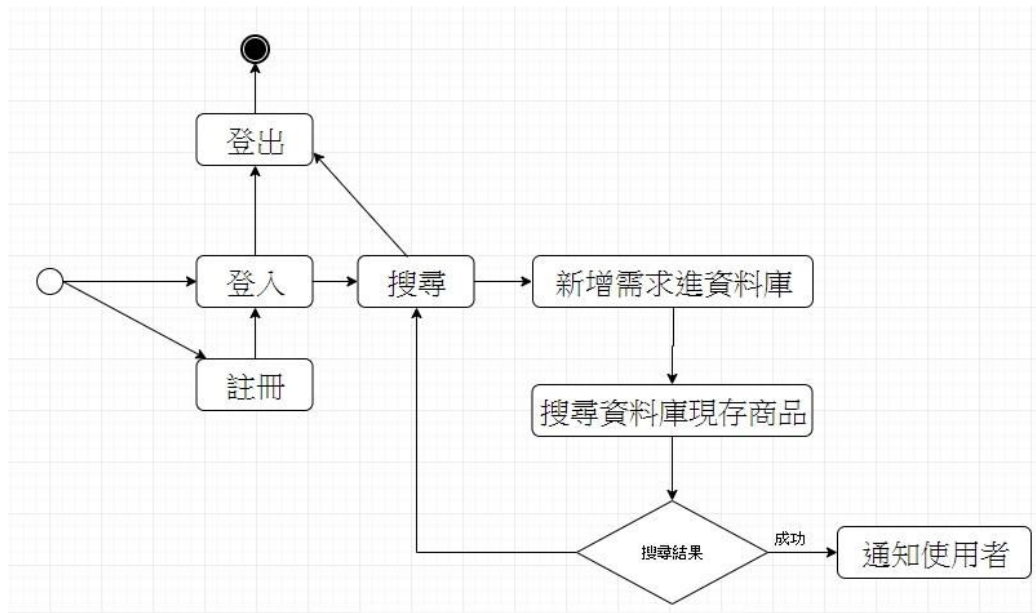 登出
登入
搜尋
新增需求進資料庫
註冊
搜尋資料庫現存商品
搜尋結果
成功
通知使用者